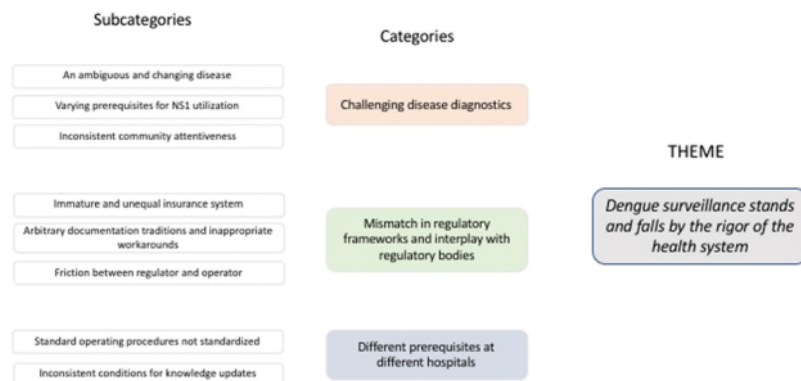 Subcategories
Categories
An ambiguous and changing disease
Varying prerequisites for NS1 utilization
Inconsistent community attentiveness
Challenging disease diagnostics
THEME
Immature and unequal insurance system
Arbitrary documentation traditions and inappropriate
workarounds
Friction between regulator and operator
Mismatch in regulatory
frameworks and interplay with
regulatory bodies
Dengue surveillance stands
and falls by the rigor of the
health system
Standard operating procedures not standardized
Inconsistent conditions for knowledge updates
Different prerequisites at
different hospitals